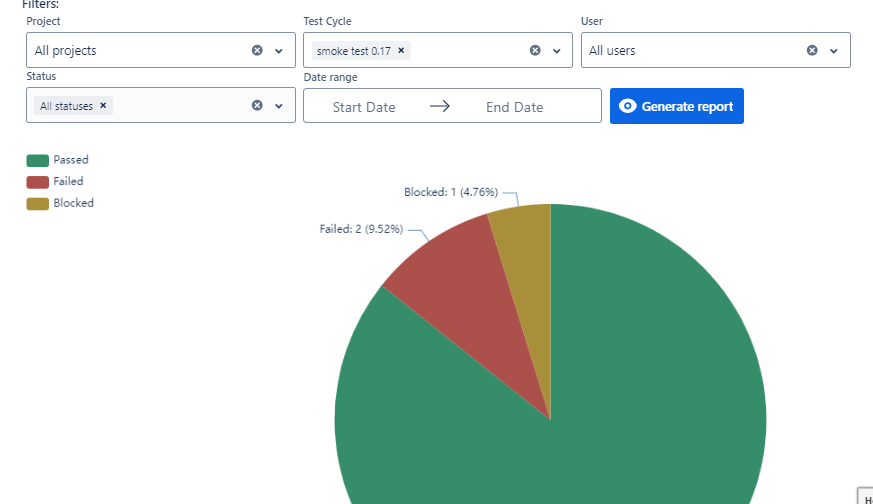 Filters:
Project
Test Cycle
User
All projects
smoke test 0.17
All users
Status
Date range
All statuses
Start Date
End Date
Generate report
Passed
Failed
Blocked
Blocked: 1 (4.76%)
Failed: 2 (9.52%)